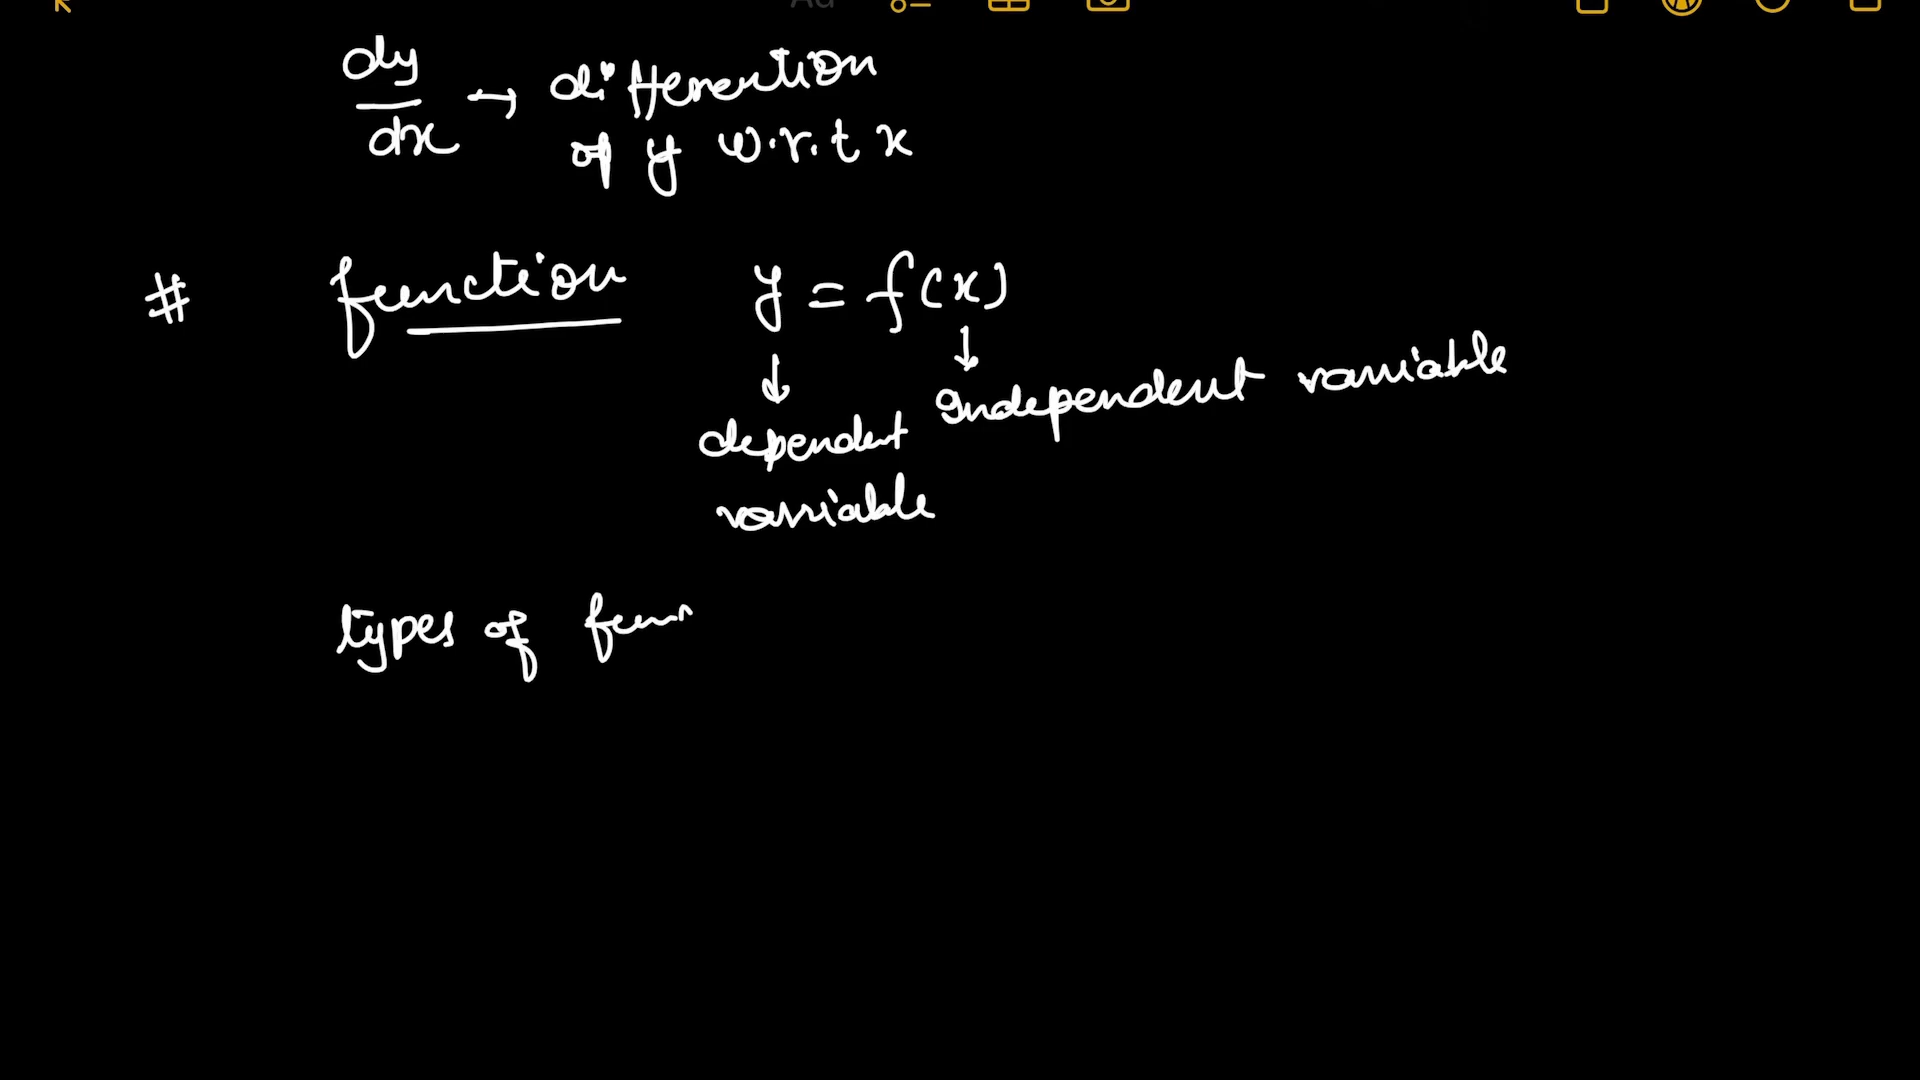 dy/dx → differention
of y w.r.t x
# function y = f(x)
↓ ↓
dependent independent variable
variable
types of fun